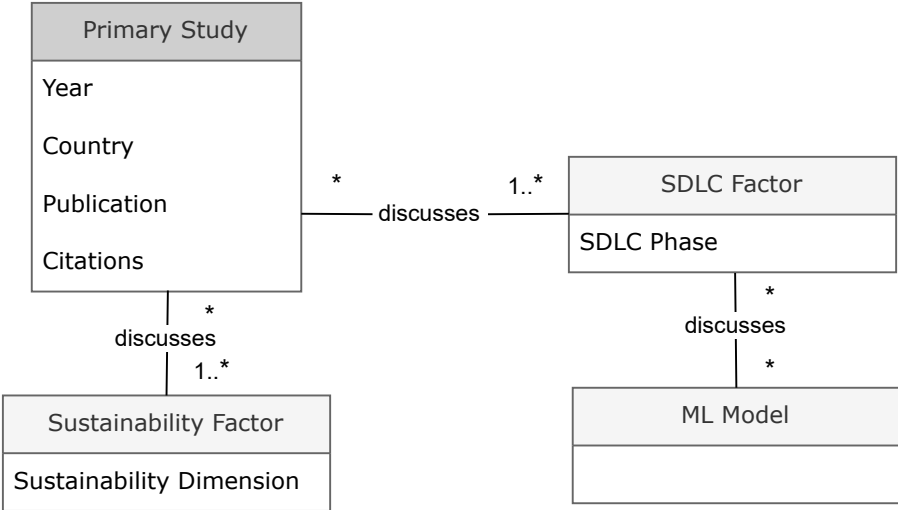 Primary Study
Year
Country
Publication
Citations
* discusses 1..*
SDLC Factor
SDLC Phase
*
discusses
1..*
*
discusses
*
Sustainability Factor
Sustainability Dimension
ML Model